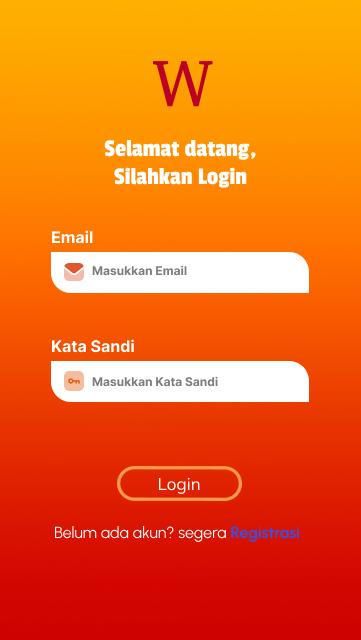 W
Selamat datang,
Silahkan Login
Email
Masukkan Email
Kata Sandi
Masukkan Kata Sandi
Login
Belum ada akun? segera Registrasi